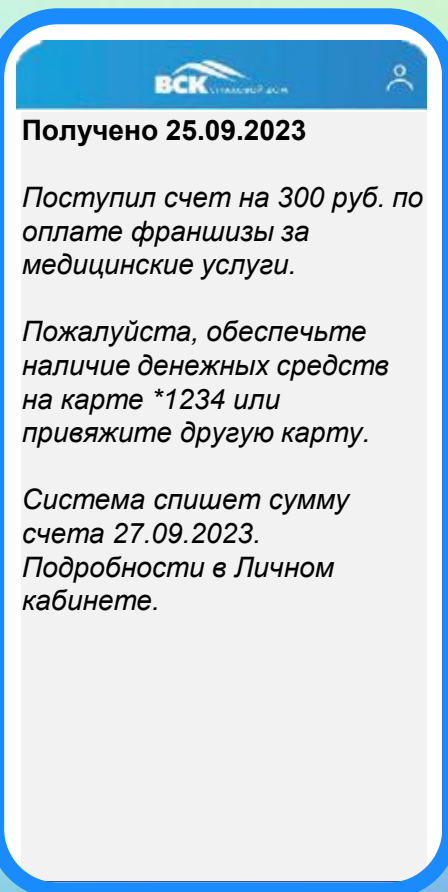 ВСК СТРАХОВОЙ ДОМ
Получено 25.09.2023
Поступил счет на 300 руб. по
оплате франшизы за
медицинские услуги.
Пожалуйста, обеспечьте
наличие денежных средств
на карте *1234 или
привяжите другую карту.
Система спишет сумму
счета 27.09.2023.
Подробности в Личном
кабинете.